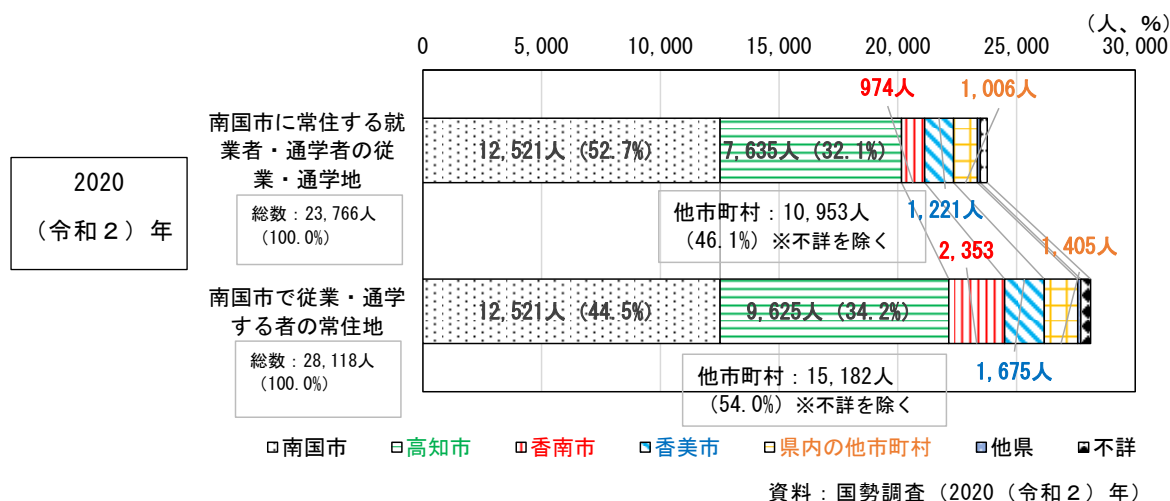 (人、%)
0 5,000 10,000 15,000 20,000 25,000 30,000
974人 1,006人
南国市に常住する就
業者・通学者の従
業・通学地
12,521人 (52.7%) 7,635人 (32.1%)
2020
(令和2)年
総数:23,766人
(100.0%)
他市町村:10,953人
(46.1%) ※不詳を除く
1,221人
1,405人
2,353
南国市で従業・通学
する者の常住地
12,521人 (44.5%) 9,625人 (34.2%)
総数:28,118人
(100.0%)
1,675人
他市町村:15,182人
(54.0%) ※不詳を除く
南国市 高知市 香南市 香美市 県内の他市町村 他県 不詳
資料:国勢調査(2020(令和2)年)